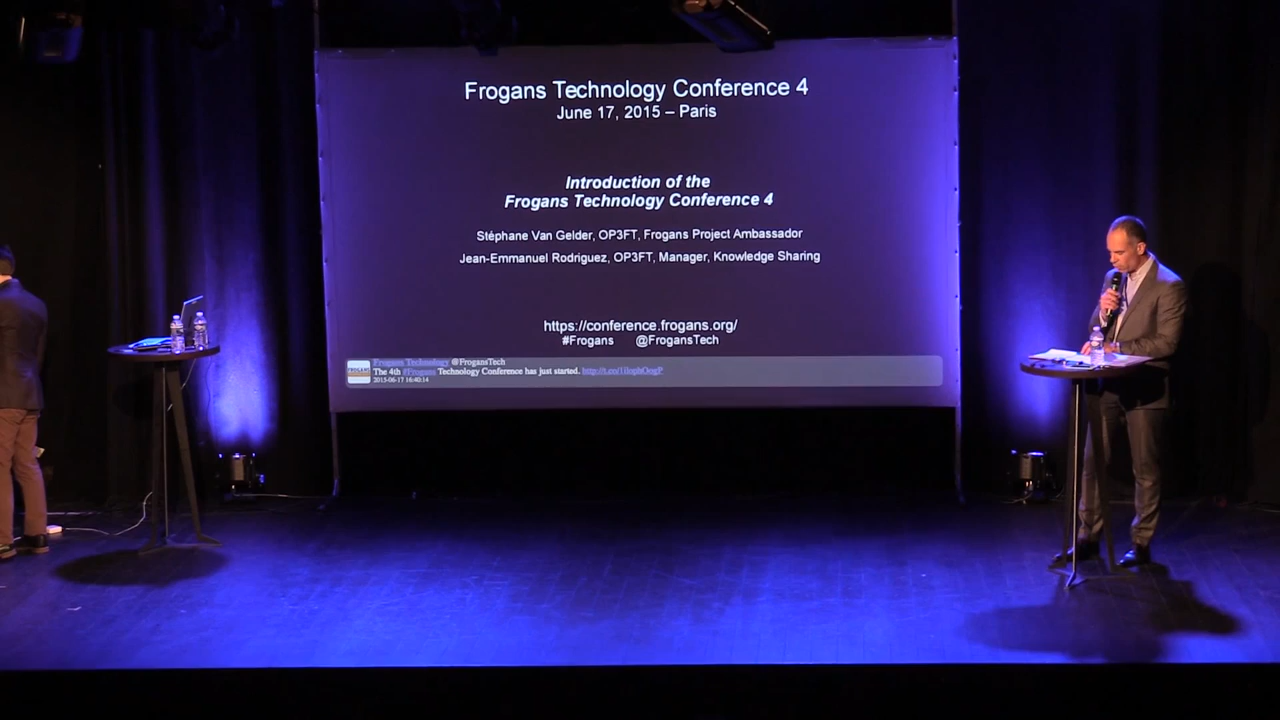 Frogans Technology Conference 4
June 17, 2015 – Paris
Introduction of the
Frogans Technology Conference 4
Stéphane Van Gelder, OP3FT, Frogans Project Ambassador
Jean-Emmanuel Rodriguez, OP3FT, Manager, Knowledge Sharing
https://conference.frogans.org/
#Frogans @FrogansTech
FROGANS
Frogans Technology @FrogansTech
The 4th #Frogans Technology Conference has just started.
2015-06-17 16:40:14